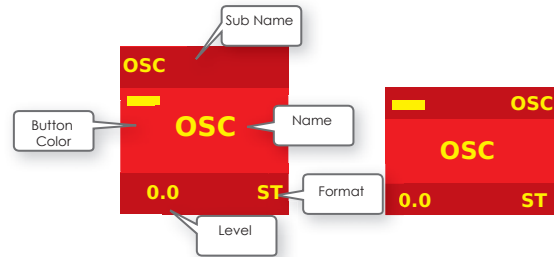 Sub Name
OSC
Button
Color
OSC
Name
0.0 ST
Format
Level
OSC
OSC
0.0 ST